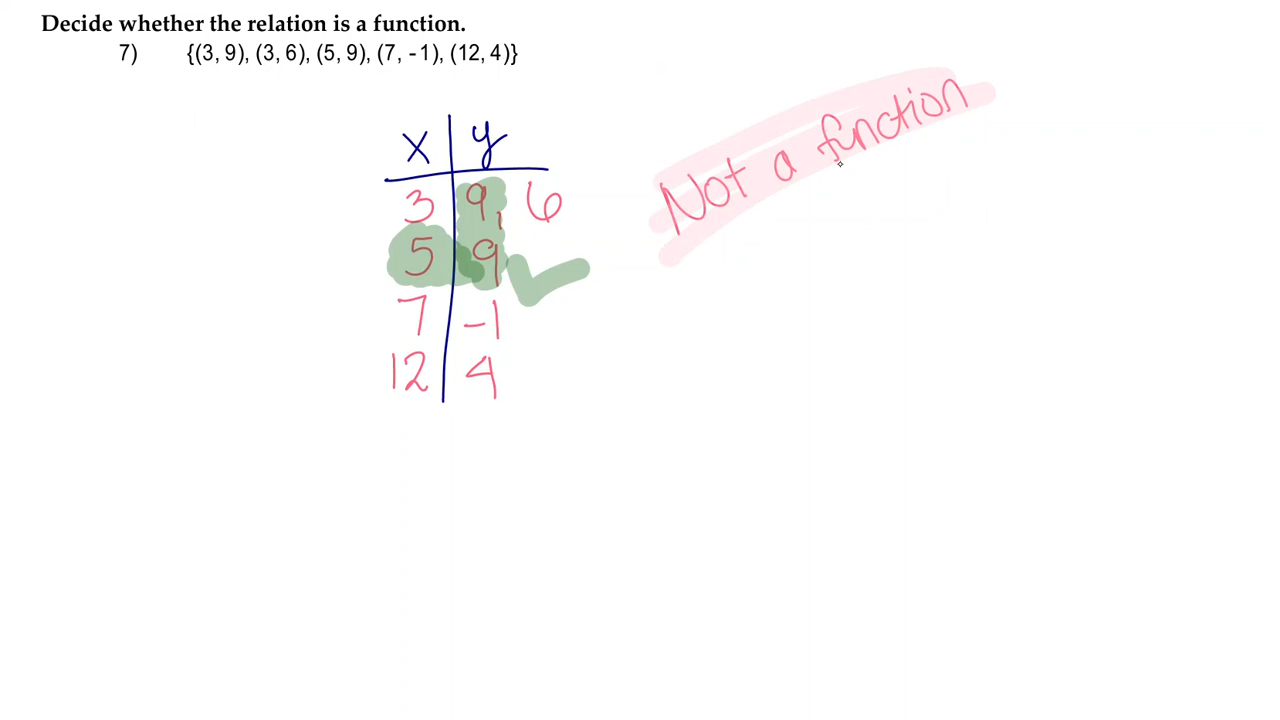 Decide whether the relation is a function.
7) {(3, 9), (3, 6), (5, 9), (7, -1), (12, 4)}
Not a function
x y
3 9, 6
5 9
7 -1
12 4